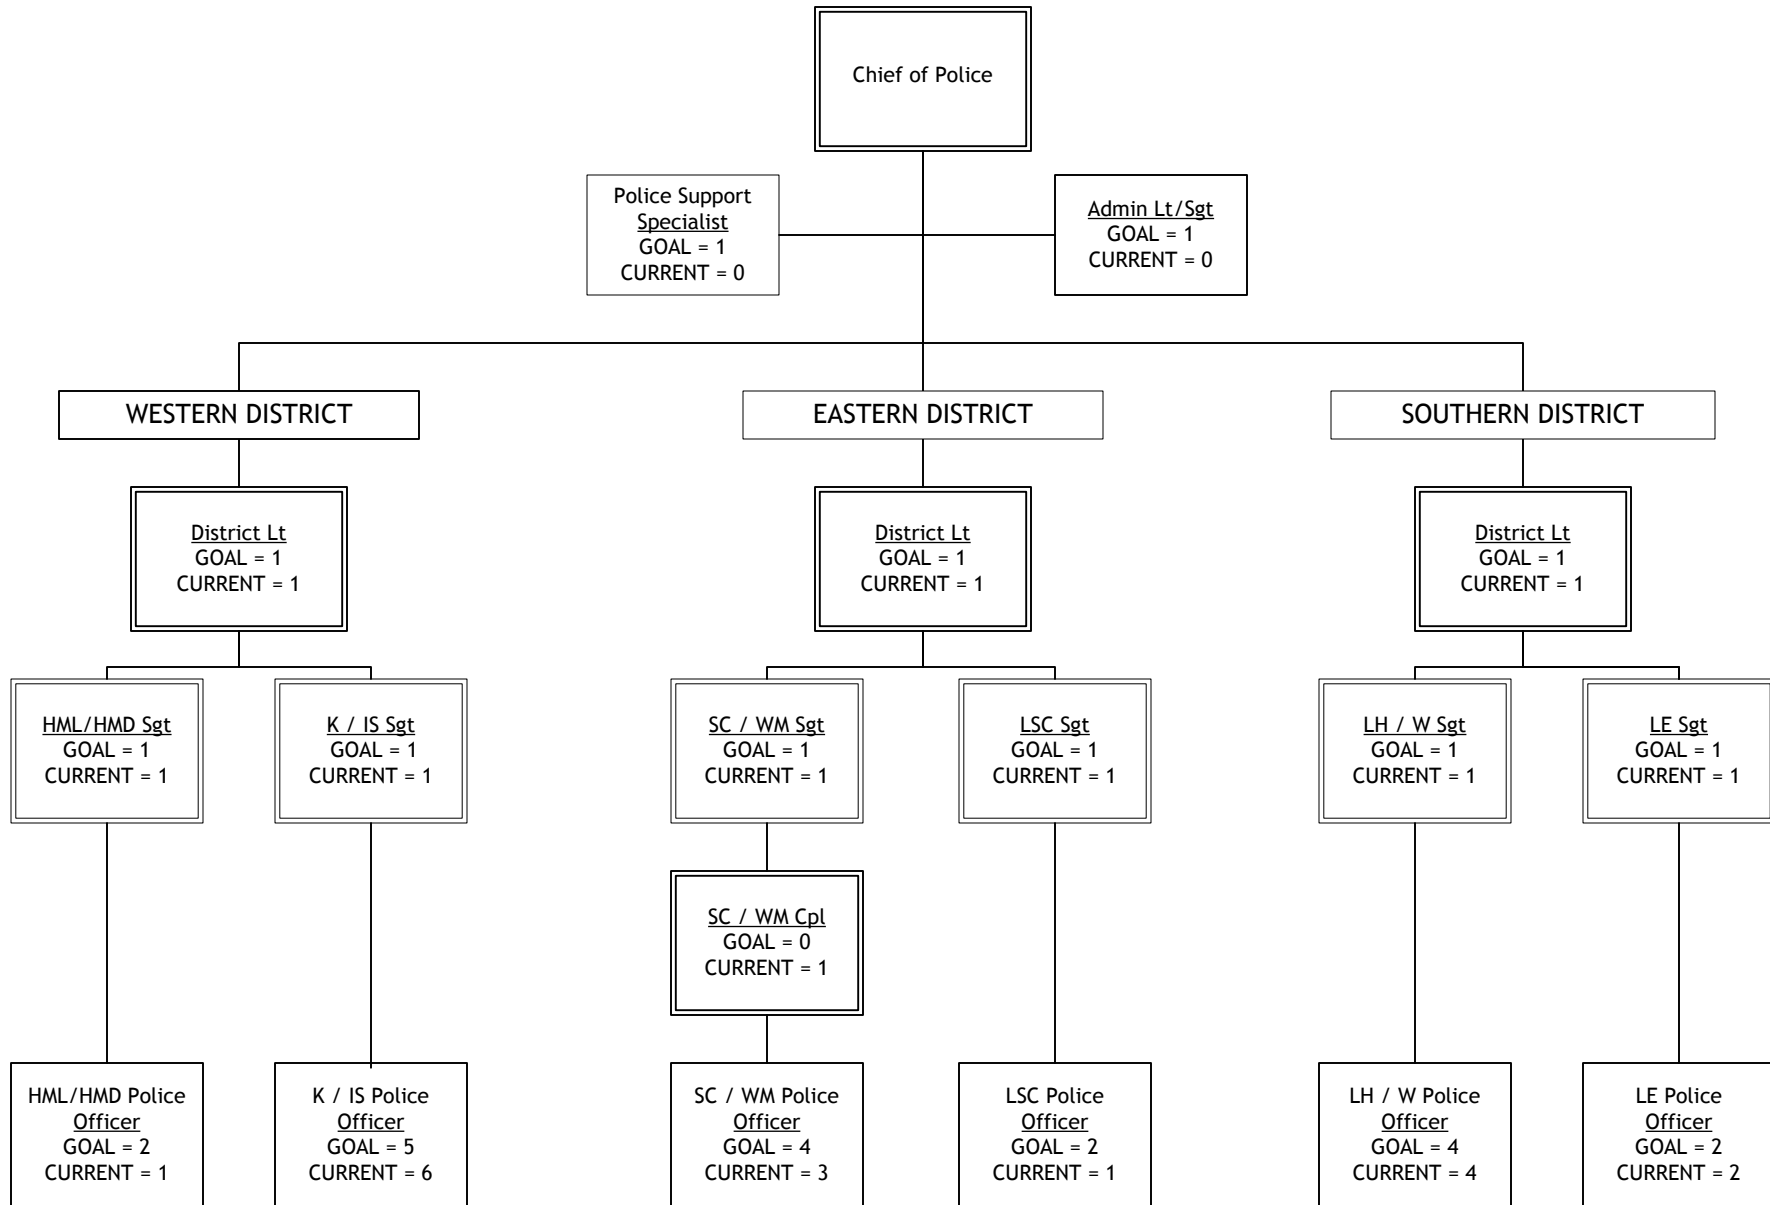 Chief of Police
Police Support
Specialist
GOAL = 1
CURRENT = 0
Admin Lt/Sgt
GOAL = 1
CURRENT = 0
WESTERN DISTRICT
EASTERN DISTRICT
SOUTHERN DISTRICT
District Lt
GOAL = 1
CURRENT = 1
District Lt
GOAL = 1
CURRENT = 1
District Lt
GOAL = 1
CURRENT = 1
HML/HMD Sgt
GOAL = 1
CURRENT = 1
K / IS Sgt
GOAL = 1
CURRENT = 1
SC / WM Sgt
GOAL = 1
CURRENT = 1
LSC Sgt
GOAL = 1
CURRENT = 1
LH / W Sgt
GOAL = 1
CURRENT = 1
LE Sgt
GOAL = 1
CURRENT = 1
SC / WM Cpl
GOAL = 0
CURRENT = 1
HML/HMD Police
Officer
GOAL = 2
CURRENT = 1
K / IS Police
Officer
GOAL = 5
CURRENT = 6
SC / WM Police
Officer
GOAL = 4
CURRENT = 3
LSC Police
Officer
GOAL = 2
CURRENT = 1
LH / W Police
Officer
GOAL = 4
CURRENT = 4
LE Police
Officer
GOAL = 2
CURRENT = 2